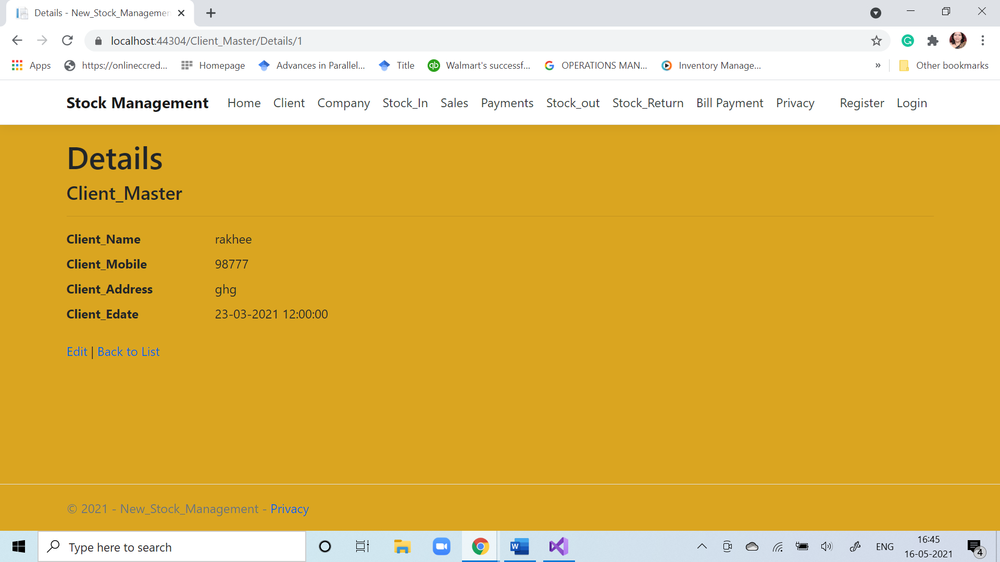 Details - New_Stock_Managemen
localhost:44304/Client_Master/Details/1
Apps https://onlineccred... Homepage Advances in Parallel... Title qb Walmart's successf... OPERATIONS MAN... Inventory Manage... » Other bookmarks
Stock Management Home Client Company Stock_In Sales Payments Stock_out Stock_Return Bill Payment Privacy Register Login
Details
Client_Master
Client_Name rakhee
Client_Mobile 98777
Client_Address ghg
Client_Edate 23-03-2021 12:00:00
Edit | Back to List
© 2021 - New_Stock_Management - Privacy
Type here to search
ENG
16:45
16-05-2021
4